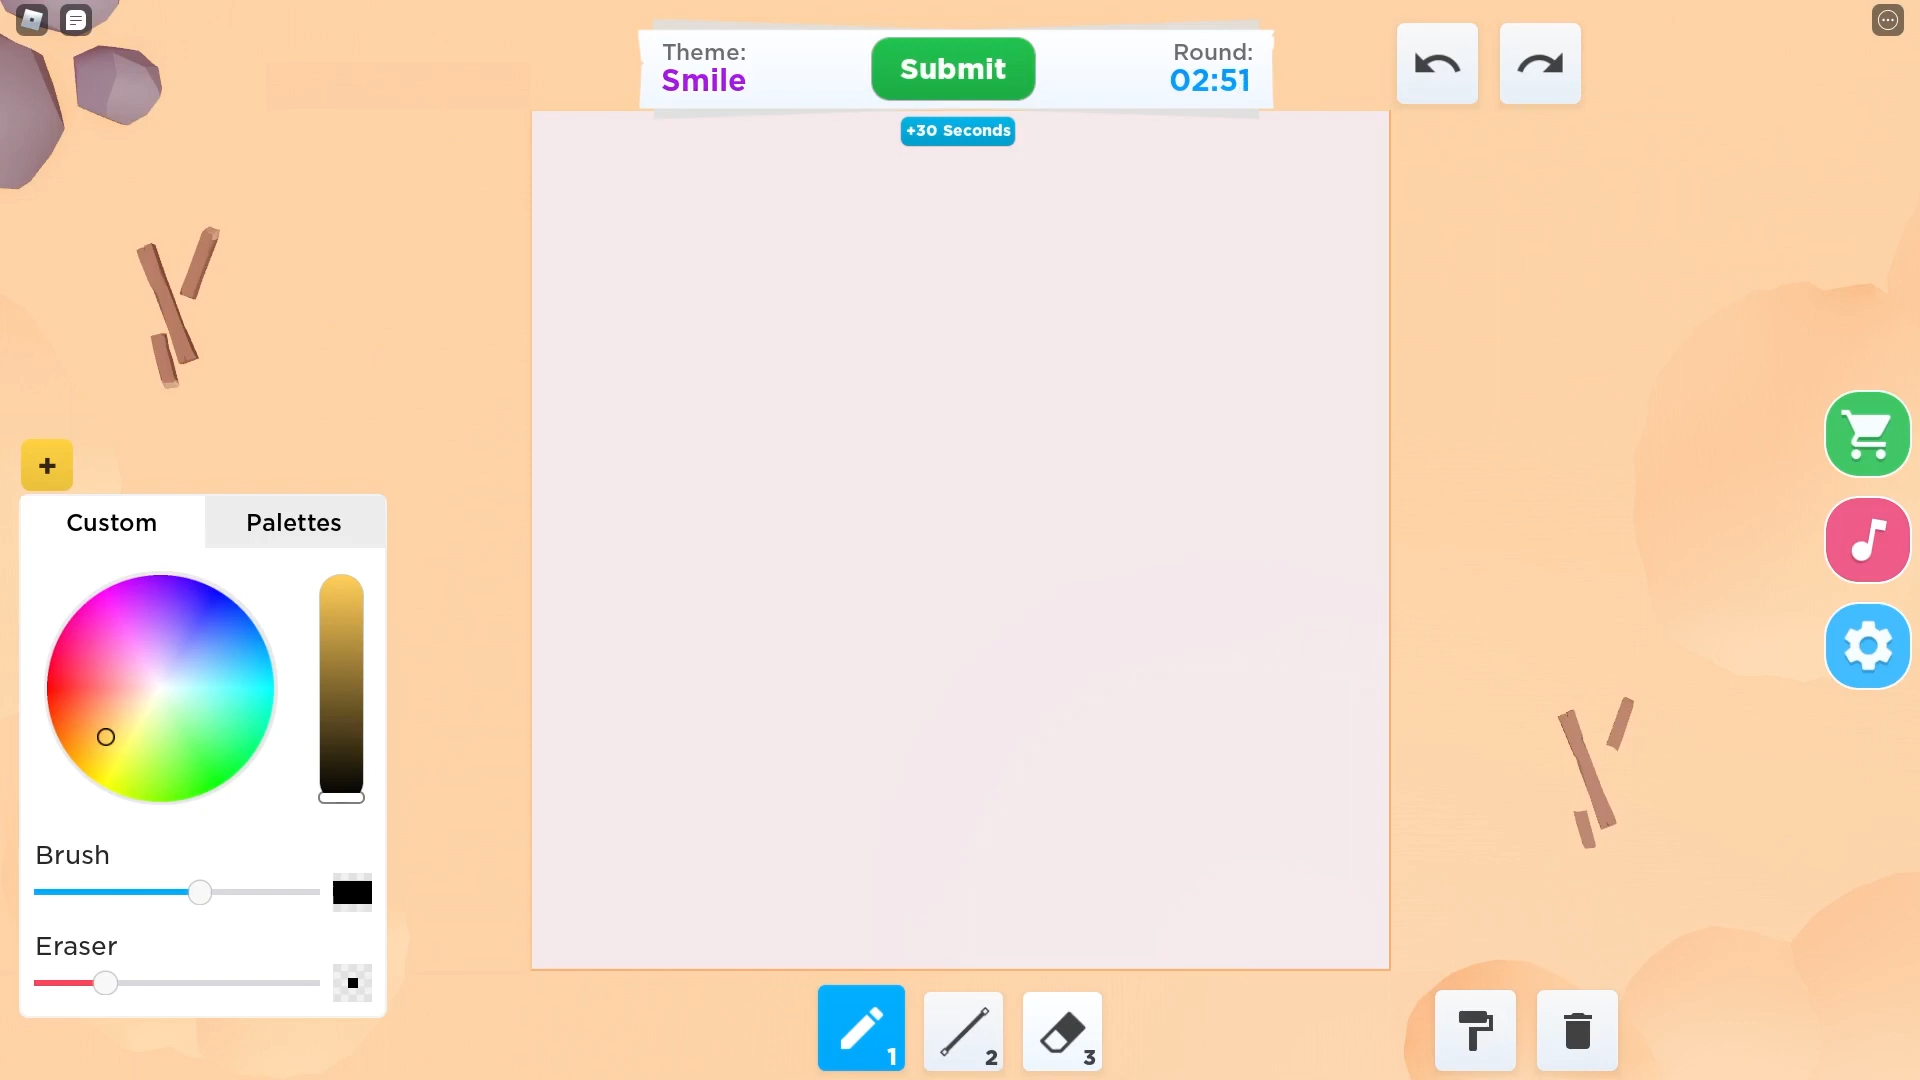 Theme:
Smile
Submit
Round:
02:51
+30 Seconds
+
Custom
Palettes
Brush
Eraser
1
2
3